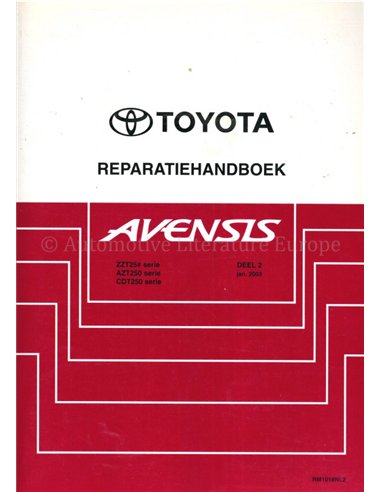 TOYOTA
REPARATIEHANDBOEK
AVENSIS
© Automotive Literature Europe
ZZT25# serie DEEL 2
AZT250 serie jan. 2003
CDT250 serie
RM1018NL2